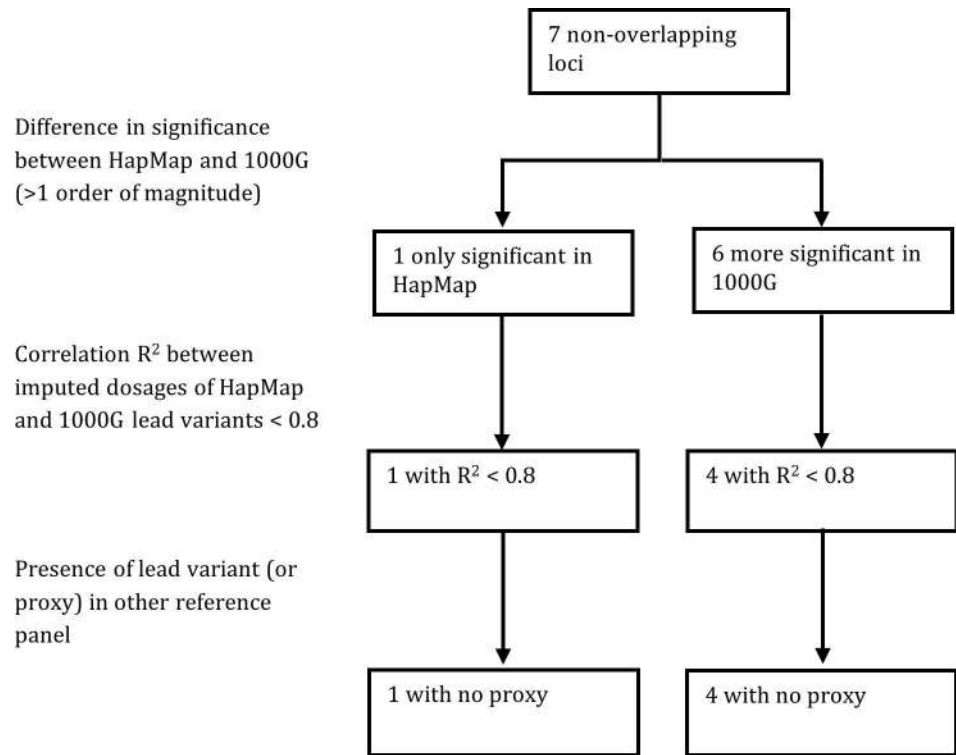 7 non-overlapping
loci
Difference in significance
between HapMap and 1000G
(>1 order of magnitude)
1 only significant in
HapMap
6 more significant in
1000G
Correlation R² between
imputed dosages of HapMap
and 1000G lead variants < 0.8
1 with R² < 0.8
4 with R² < 0.8
Presence of lead variant (or
proxy) in other reference
panel
1 with no proxy
4 with no proxy